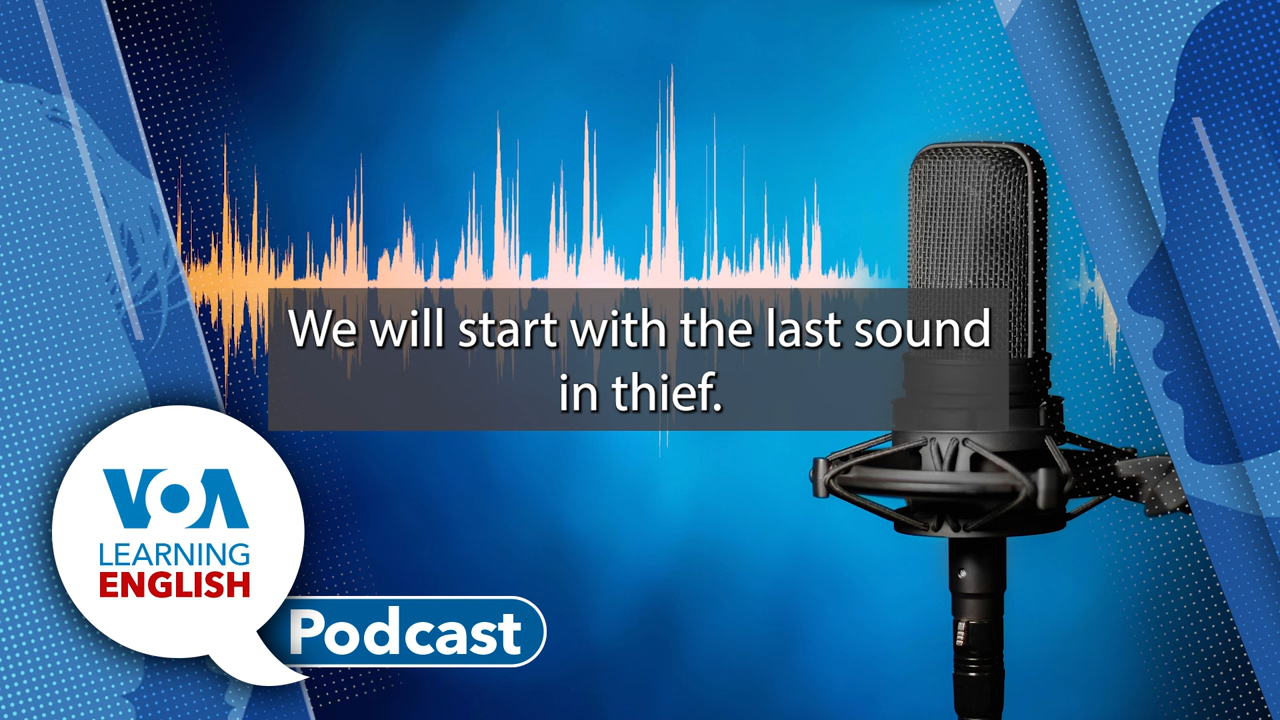 We will start with the last sound
in thief.
VOA
LEARNING
ENGLISH
Podcast